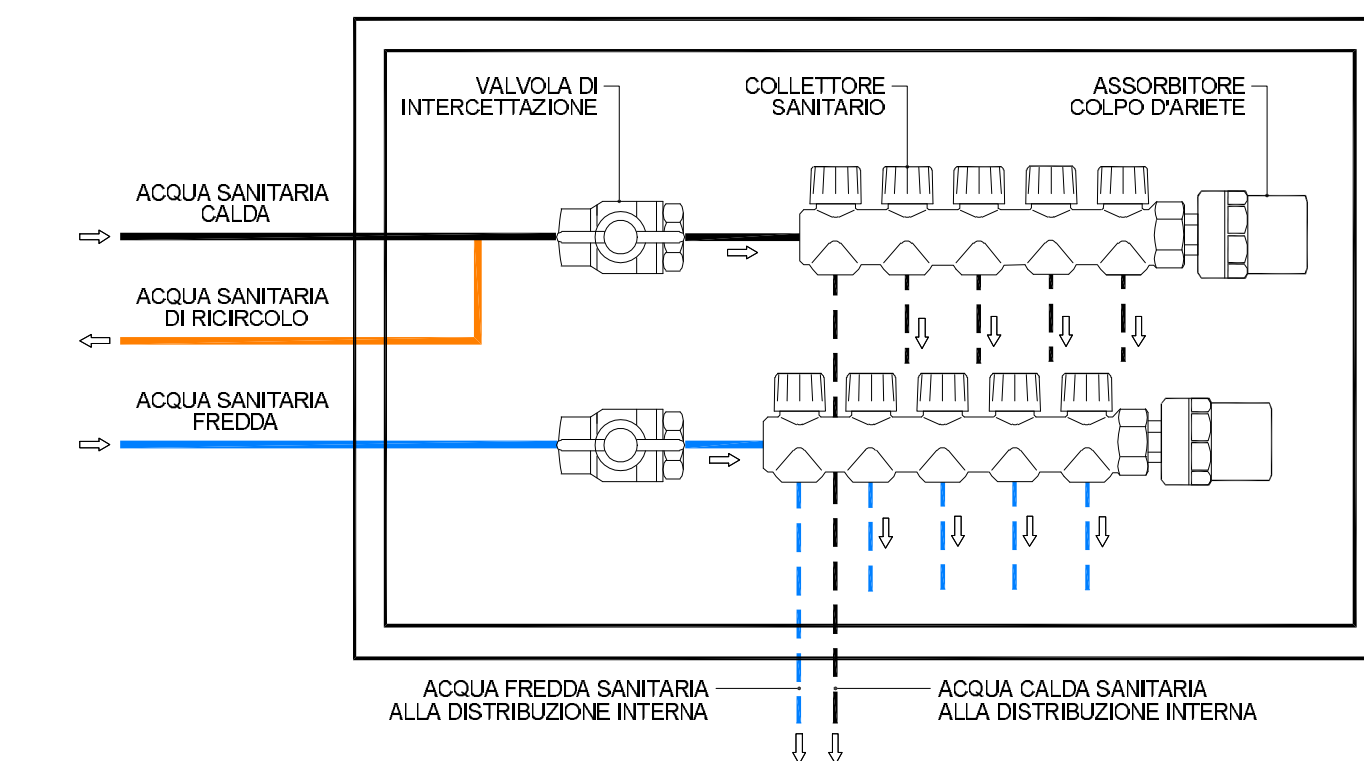 VALVOLA DI
INTERCETTAZIONE
COLLETTORE
SANITARIO
ASSORBITORE
COLPO D'ARIETE
ACQUA SANITARIA
CALDA
ACQUA SANITARIA
DI RICIRCOLO
ACQUA SANITARIA
FREDDA
ACQUA FREDDA SANITARIA
ALLA DISTRIBUZIONE INTERNA
ACQUA CALDA SANITARIA
ALLA DISTRIBUZIONE INTERNA